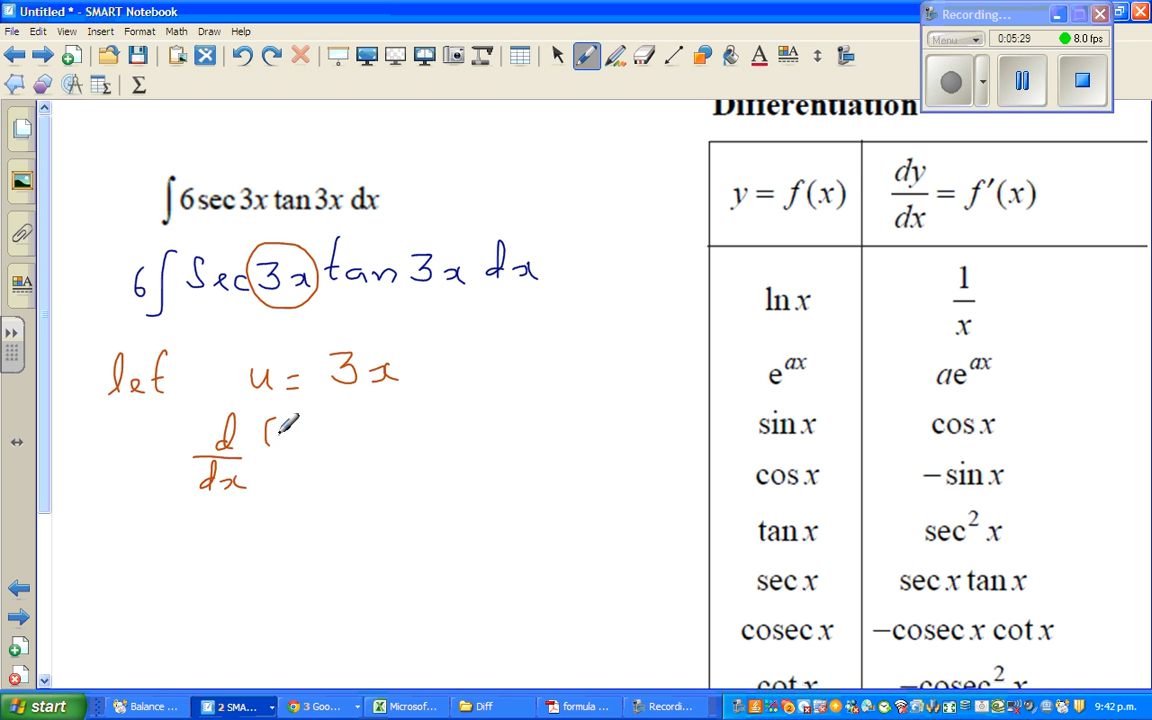 Untitled * - SMART Notebook
File Edit View Insert Format Math Draw Help
Recording...
Menu 0:05:29 8.0 fps
∫ 6 sec 3x tan 3x dx
6 ∫ Sec 3x tan 3x dx
let u = 3x
d/dx (
Differentiation
y = f(x) dy/dx = f′(x)
ln x 1/x
e^ax ae^ax
sin x cos x
cos x −sin x
tan x sec² x
sec x sec x tan x
cosec x −cosec x cot x
cot x −cosec² x
start Balance 2 SMA... 3 Goo... Microsof... Diff formula ... Recordi... 9:42 p.m.